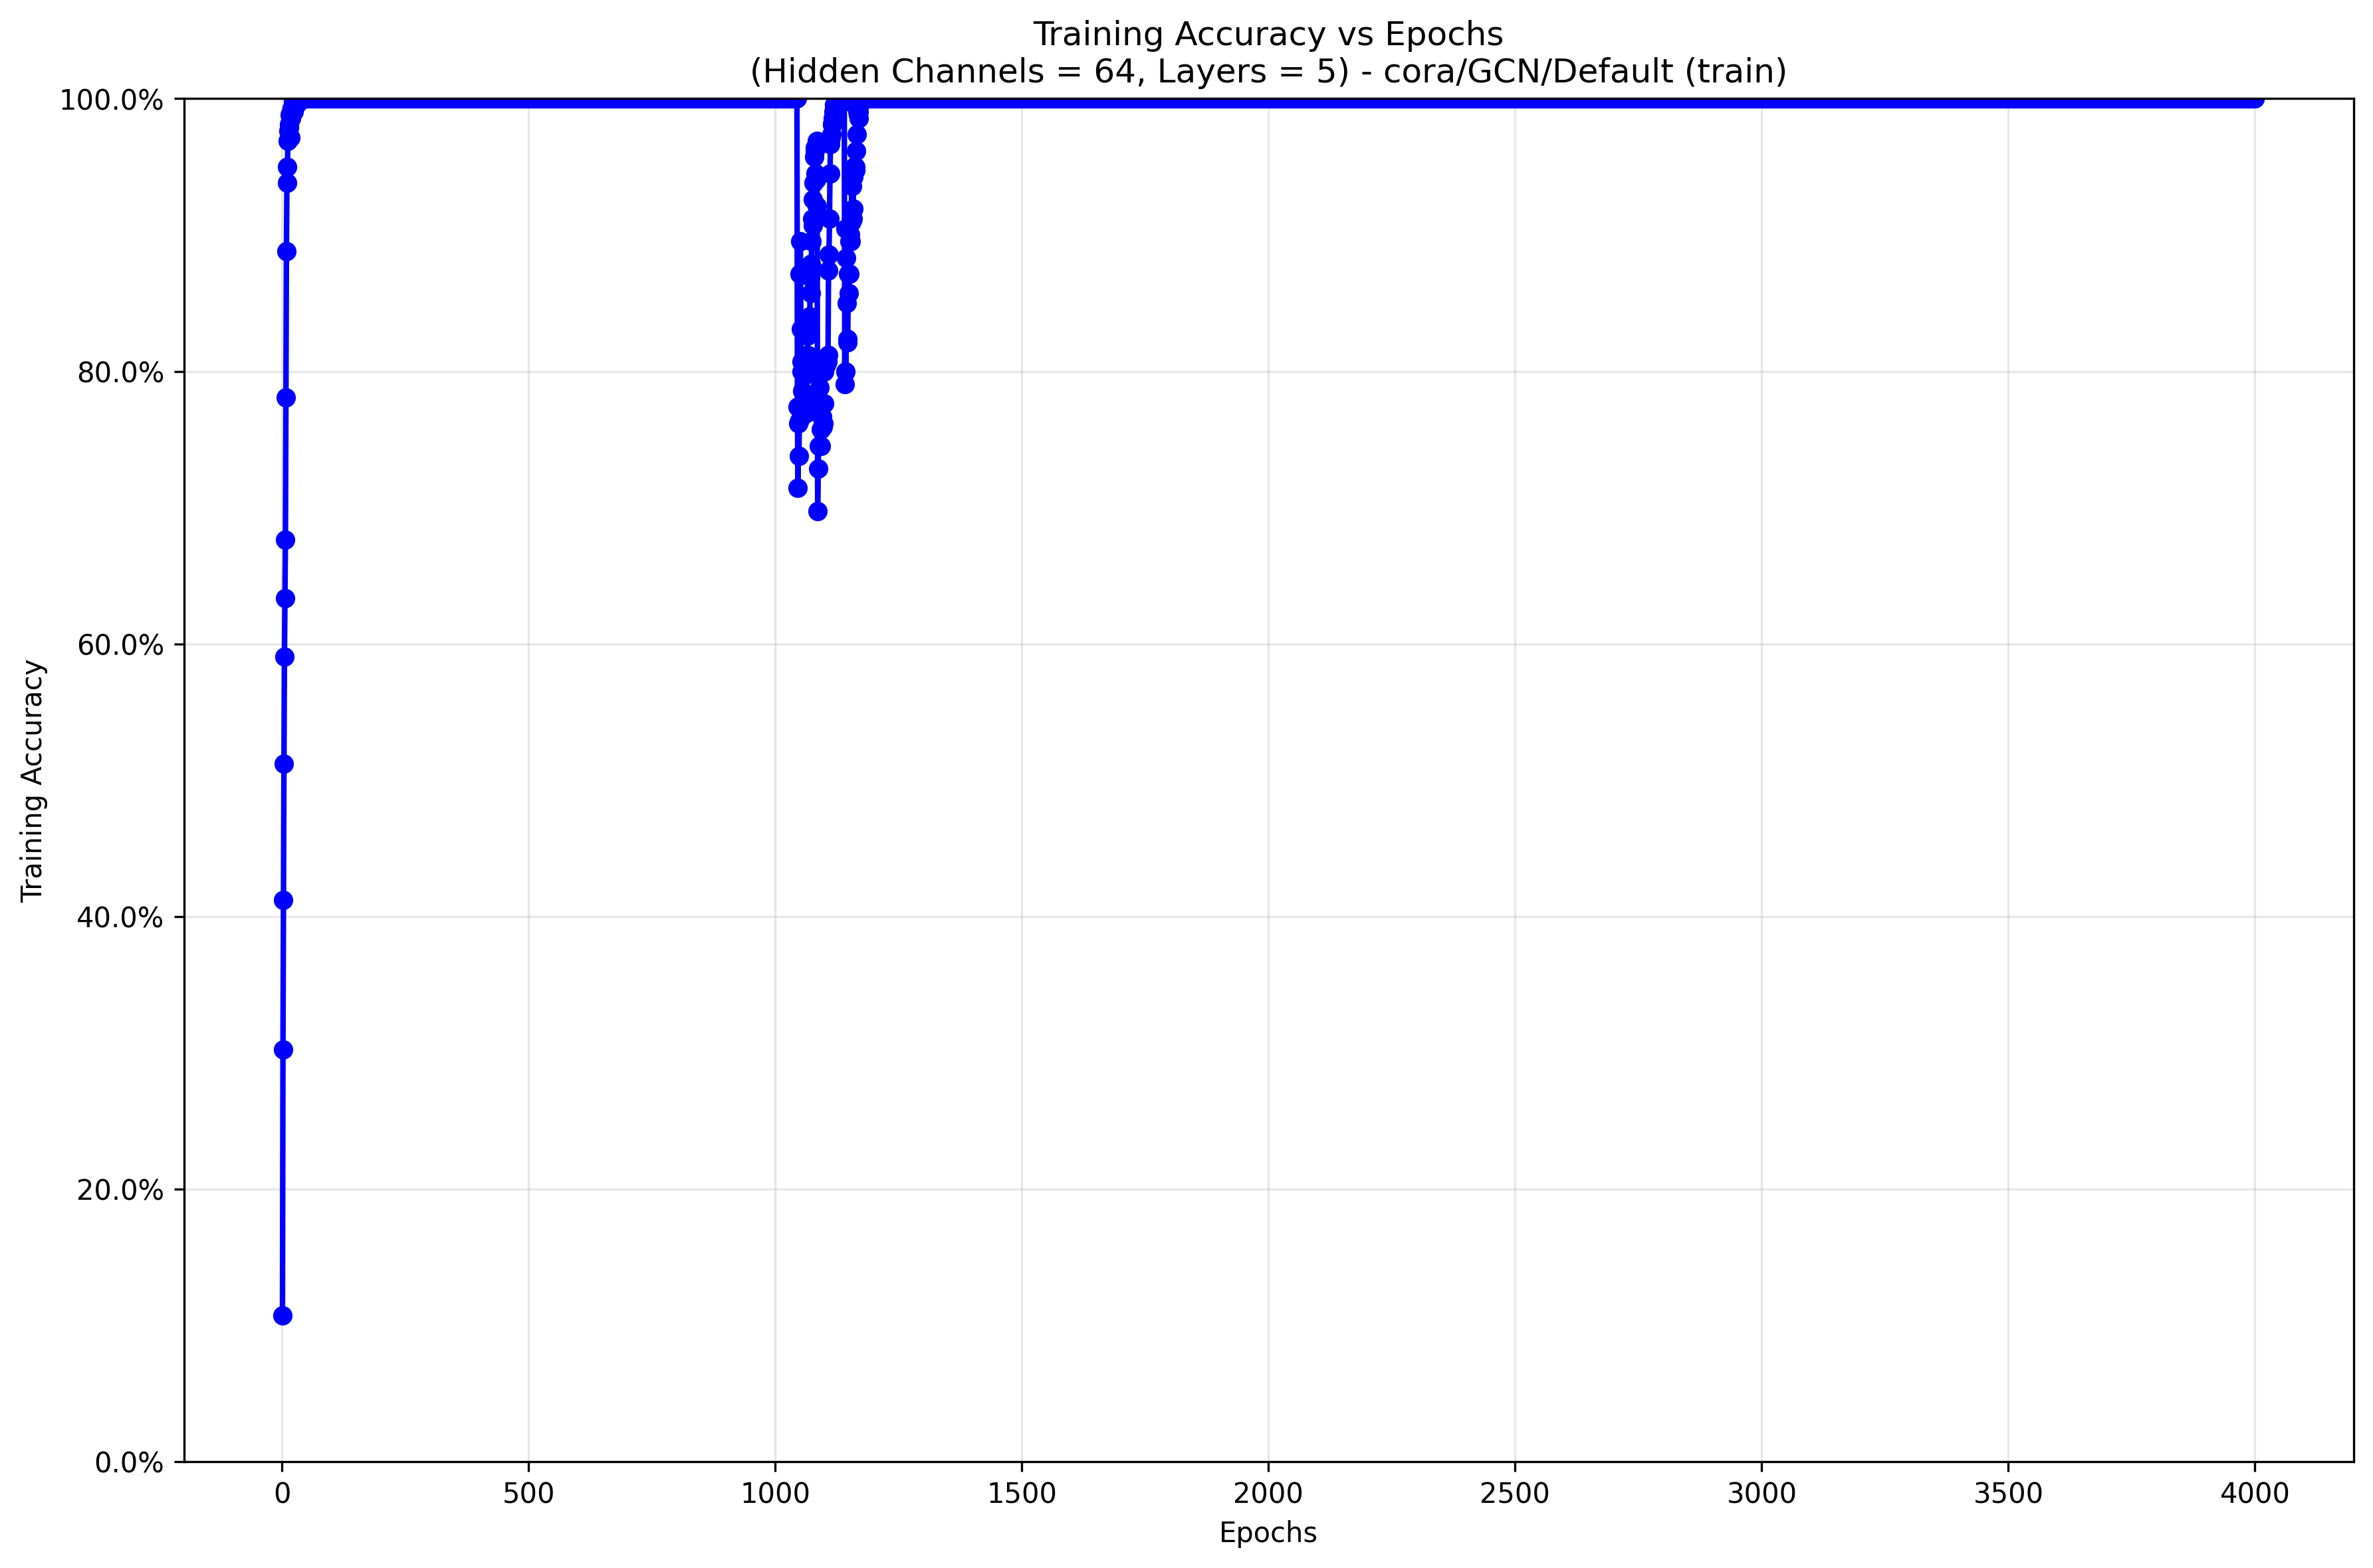 Training Accuracy vs Epochs
(Hidden Channels = 64, Layers = 5) - cora/GCN/Default (train)
100.0%
80.0%
60.0%
40.0%
20.0%
0.0%
Training Accuracy
0 500 1000 1500 2000 2500 3000 3500 4000
Epochs